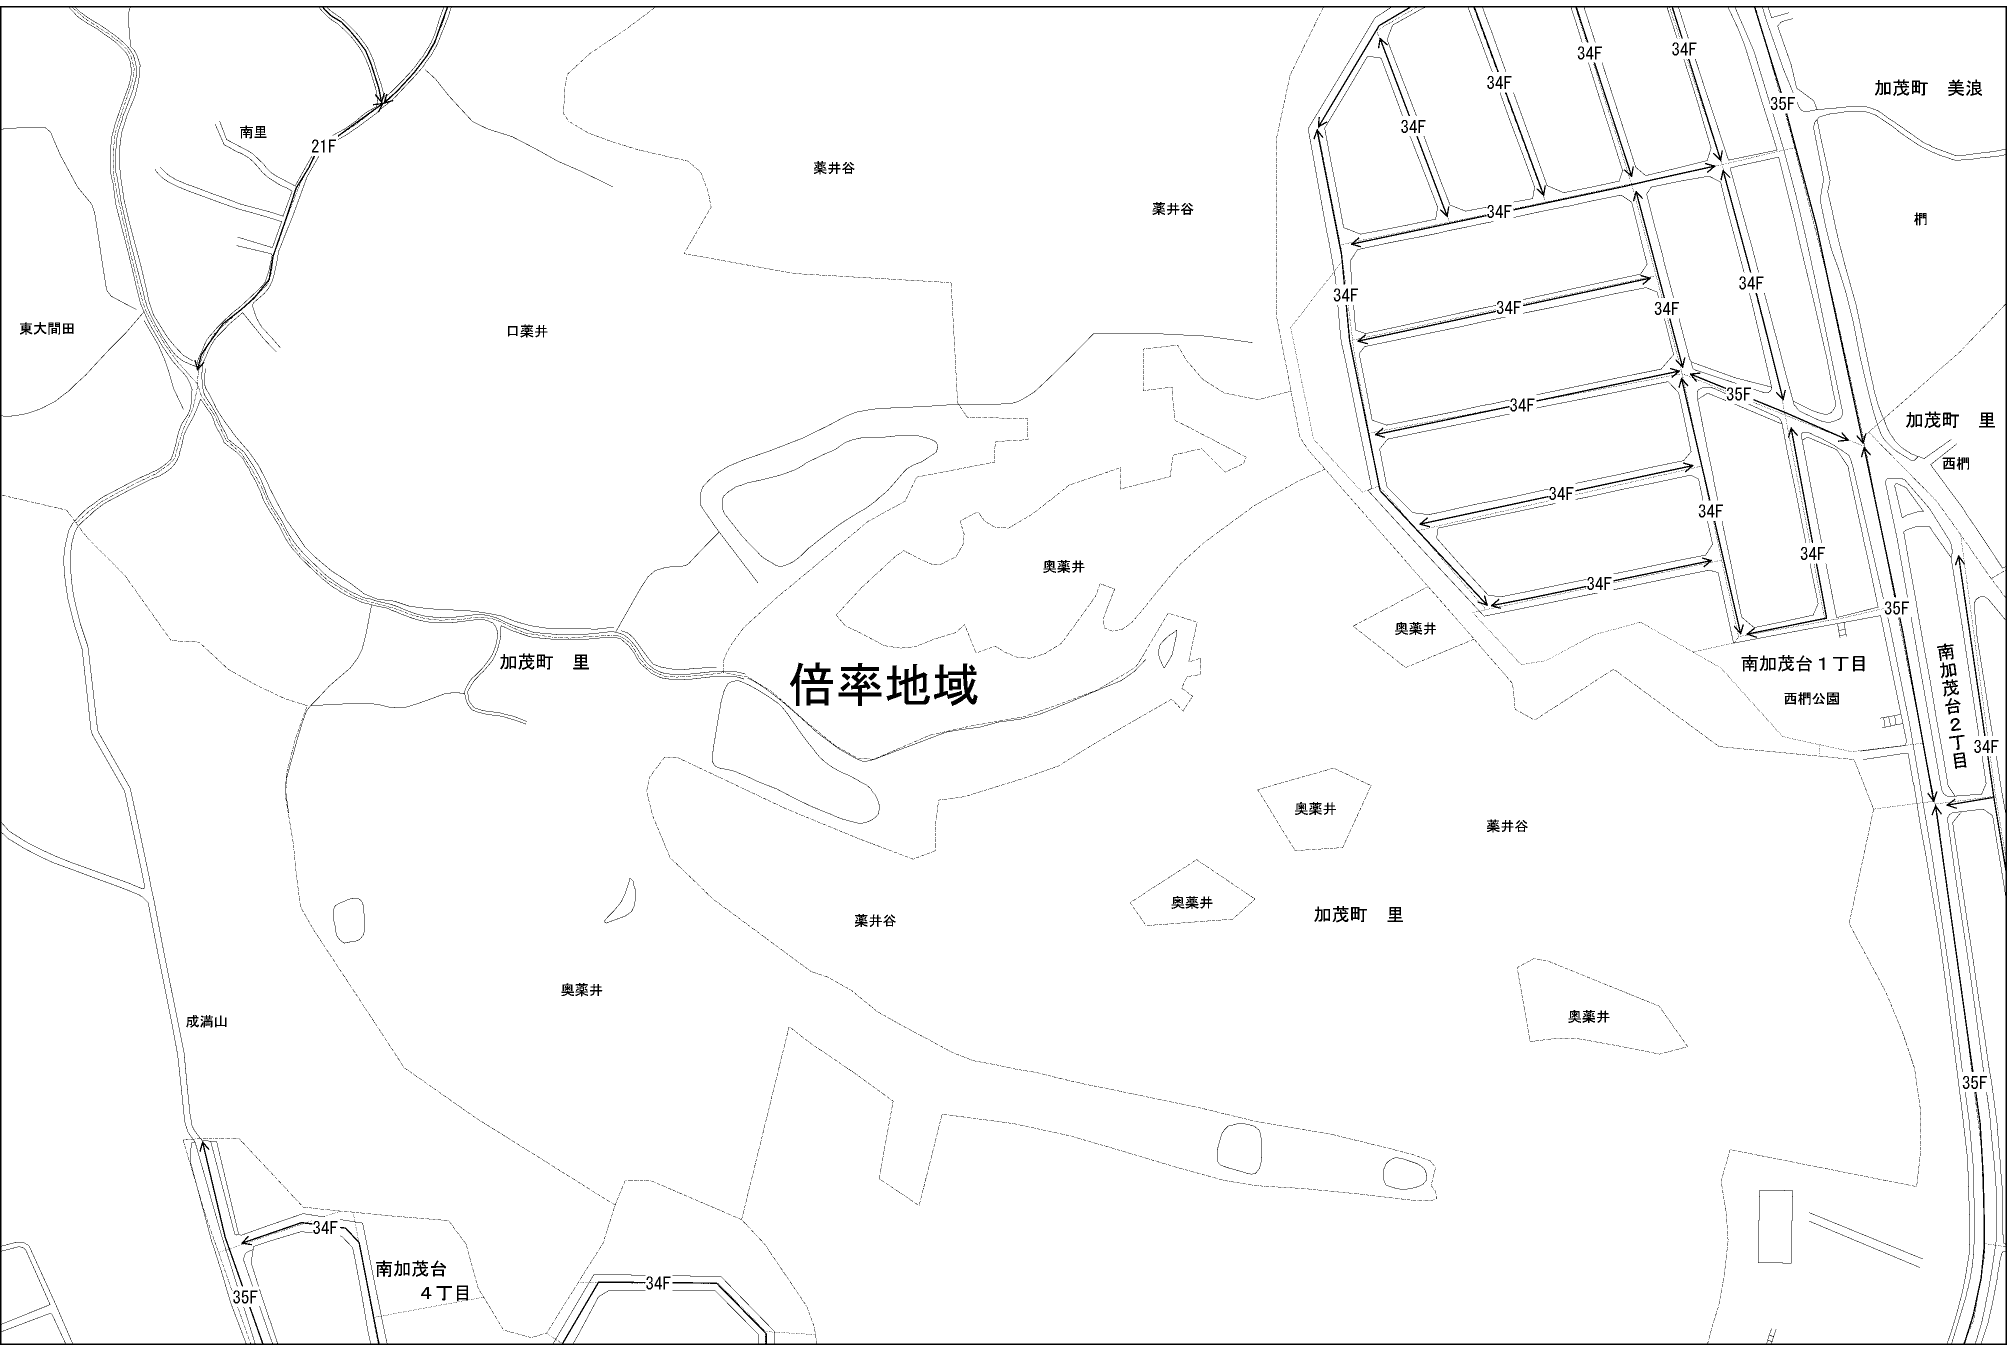 34F
34F
34F
35F
加茂町　美浪
34F
34F
21F
南里
薬井谷
薬井谷
34F
椚
34F
34F
34F
34F
34F
東大間田
口薬井
35F
34F
加茂町　里
西椚
34F
34F
34F
奥薬井
34F
35F
奥薬井
加茂町　里
倍率地域
南加茂台１丁目
西椚公園
南加茂台２丁目
34F
奥薬井
薬井谷
奥薬井
薬井谷
加茂町　里
奥薬井
奥薬井
成満山
35F
34F
南加茂台
４丁目
34F
35F